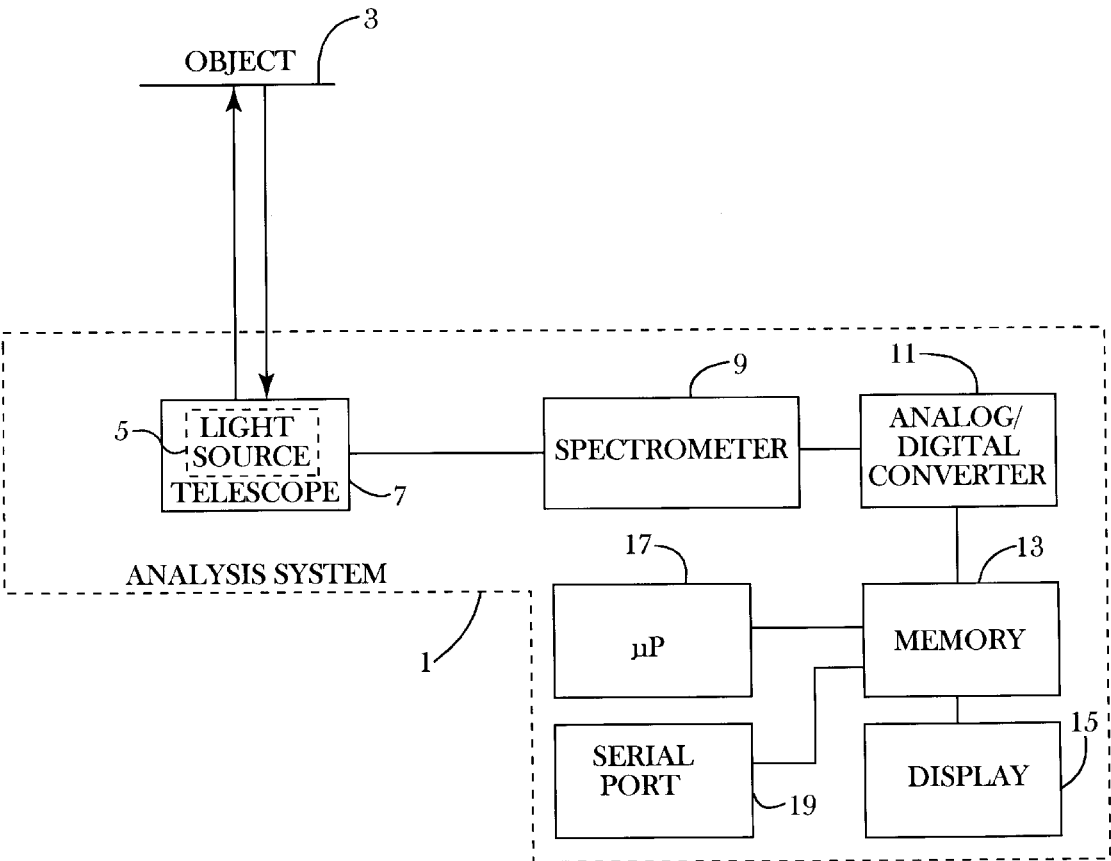 3
OBJECT
11
9
5
LIGHT
SOURCE
TELESCOPE
7
SPECTROMETER
ANALOG/
DIGITAL
CONVERTER
17
13
ANALYSIS SYSTEM
1
µP
MEMORY
15
SERIAL
PORT
19
DISPLAY